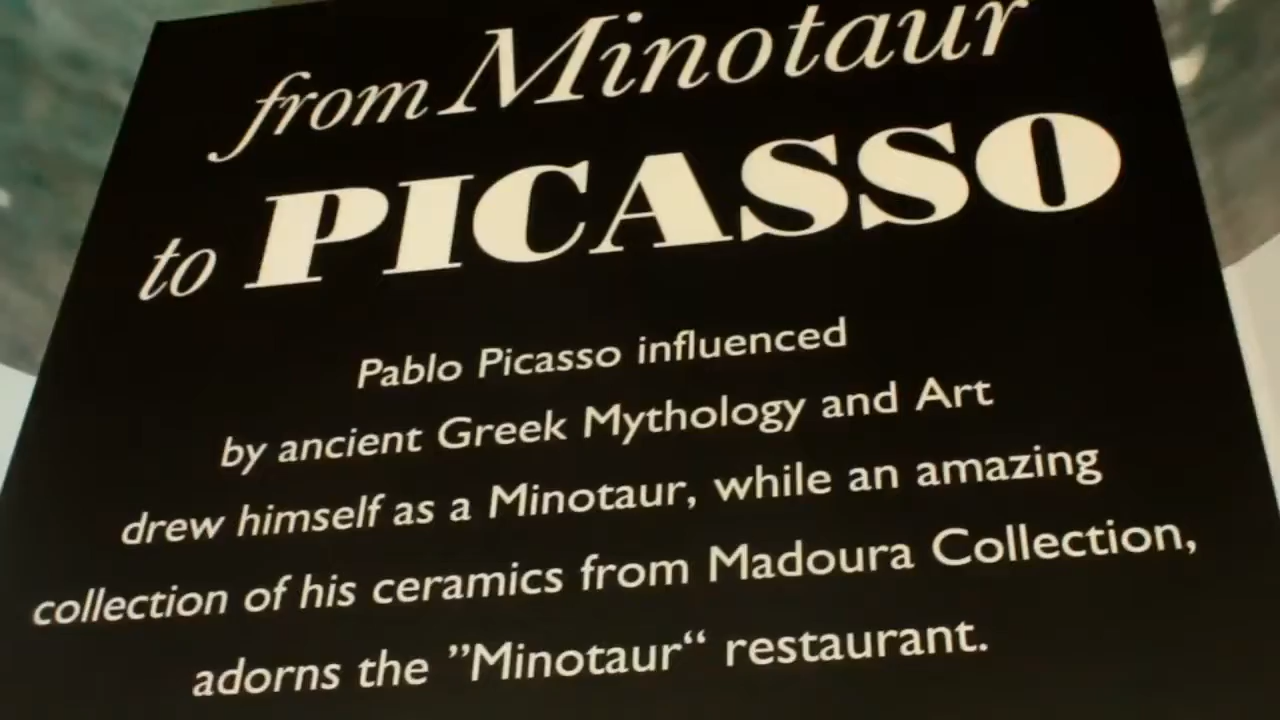 from Minotaur
to PICASSO
Pablo Picasso influenced
by ancient Greek Mythology and Art
drew himself as a Minotaur, while an amazing
collection of his ceramics from Madoura Collection,
adorns the ”Minotaur“ restaurant.